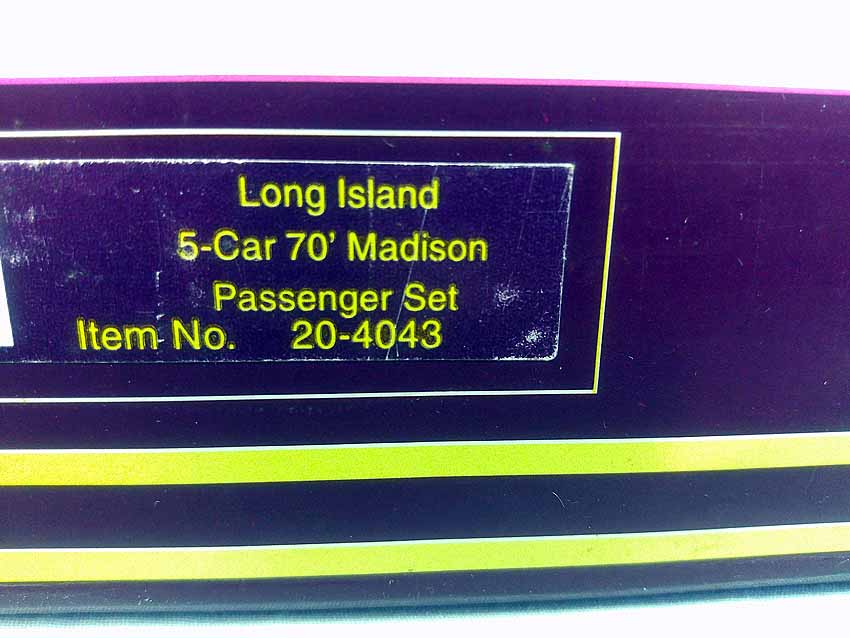 Long Island
5-Car 70' Madison
Passenger Set
Item No. 20-4043